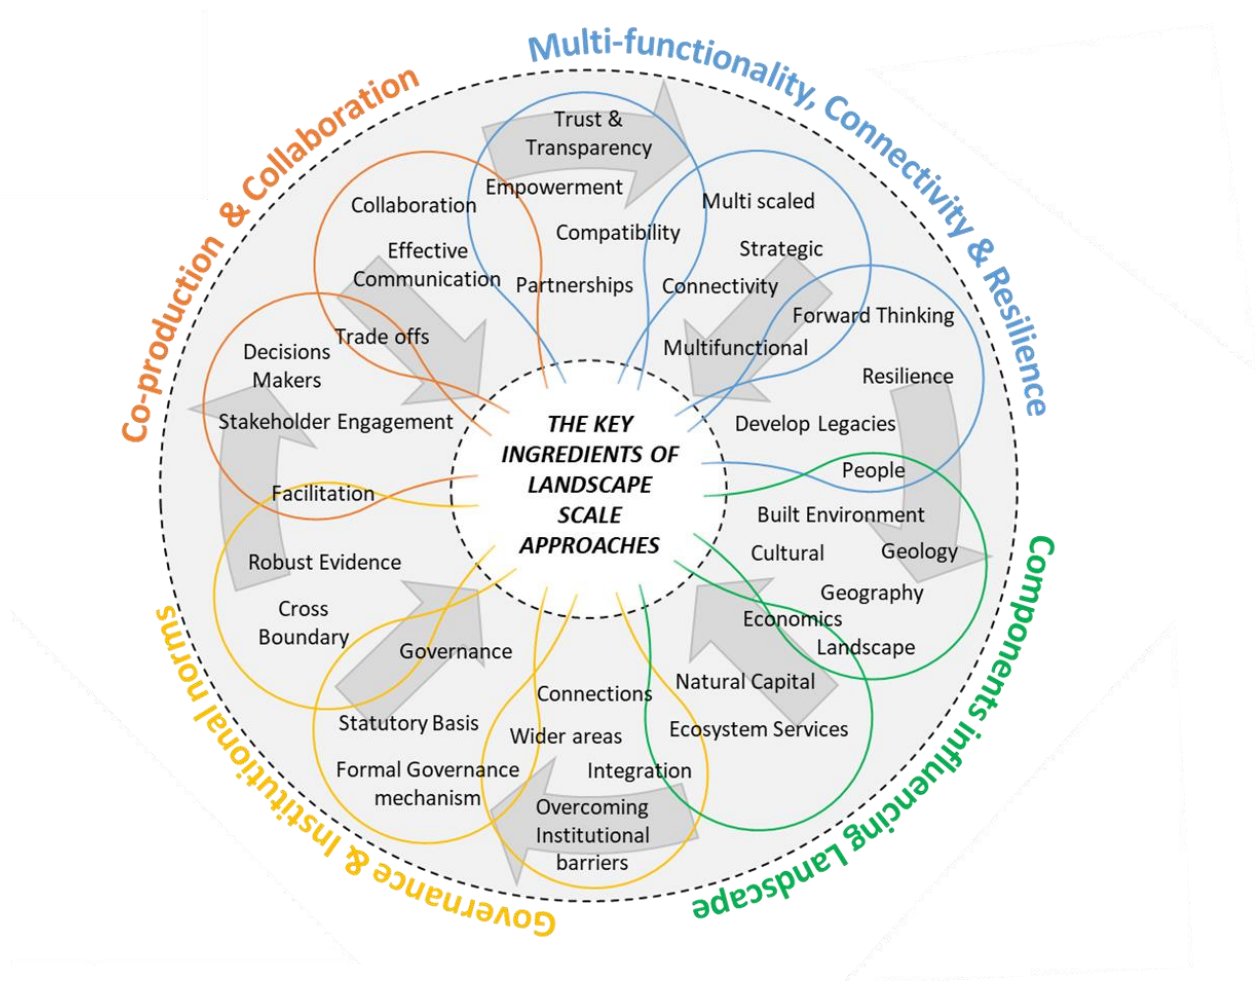 Multi-functionality, Connectivity & Resilience
Co-production & Collaboration
Components influencing Landscape
Governance & Institutional norms
THE KEY
INGREDIENTS OF
LANDSCAPE
SCALE
APPROACHES
Trust &
Transparency
Empowerment
Compatibility
Partnerships
Multi scaled
Strategic
Connectivity
Multifunctional
Forward Thinking
Resilience
Develop Legacies
People
Built Environment
Cultural
Geology
Geography
Economics
Landscape
Natural Capital
Ecosystem Services
Connections
Wider areas
Integration
Overcoming
Institutional
barriers
Governance
Statutory Basis
Formal Governance
mechanism
Robust Evidence
Cross
Boundary
Facilitation
Stakeholder Engagement
Decisions
Makers
Trade offs
Effective
Communication
Collaboration